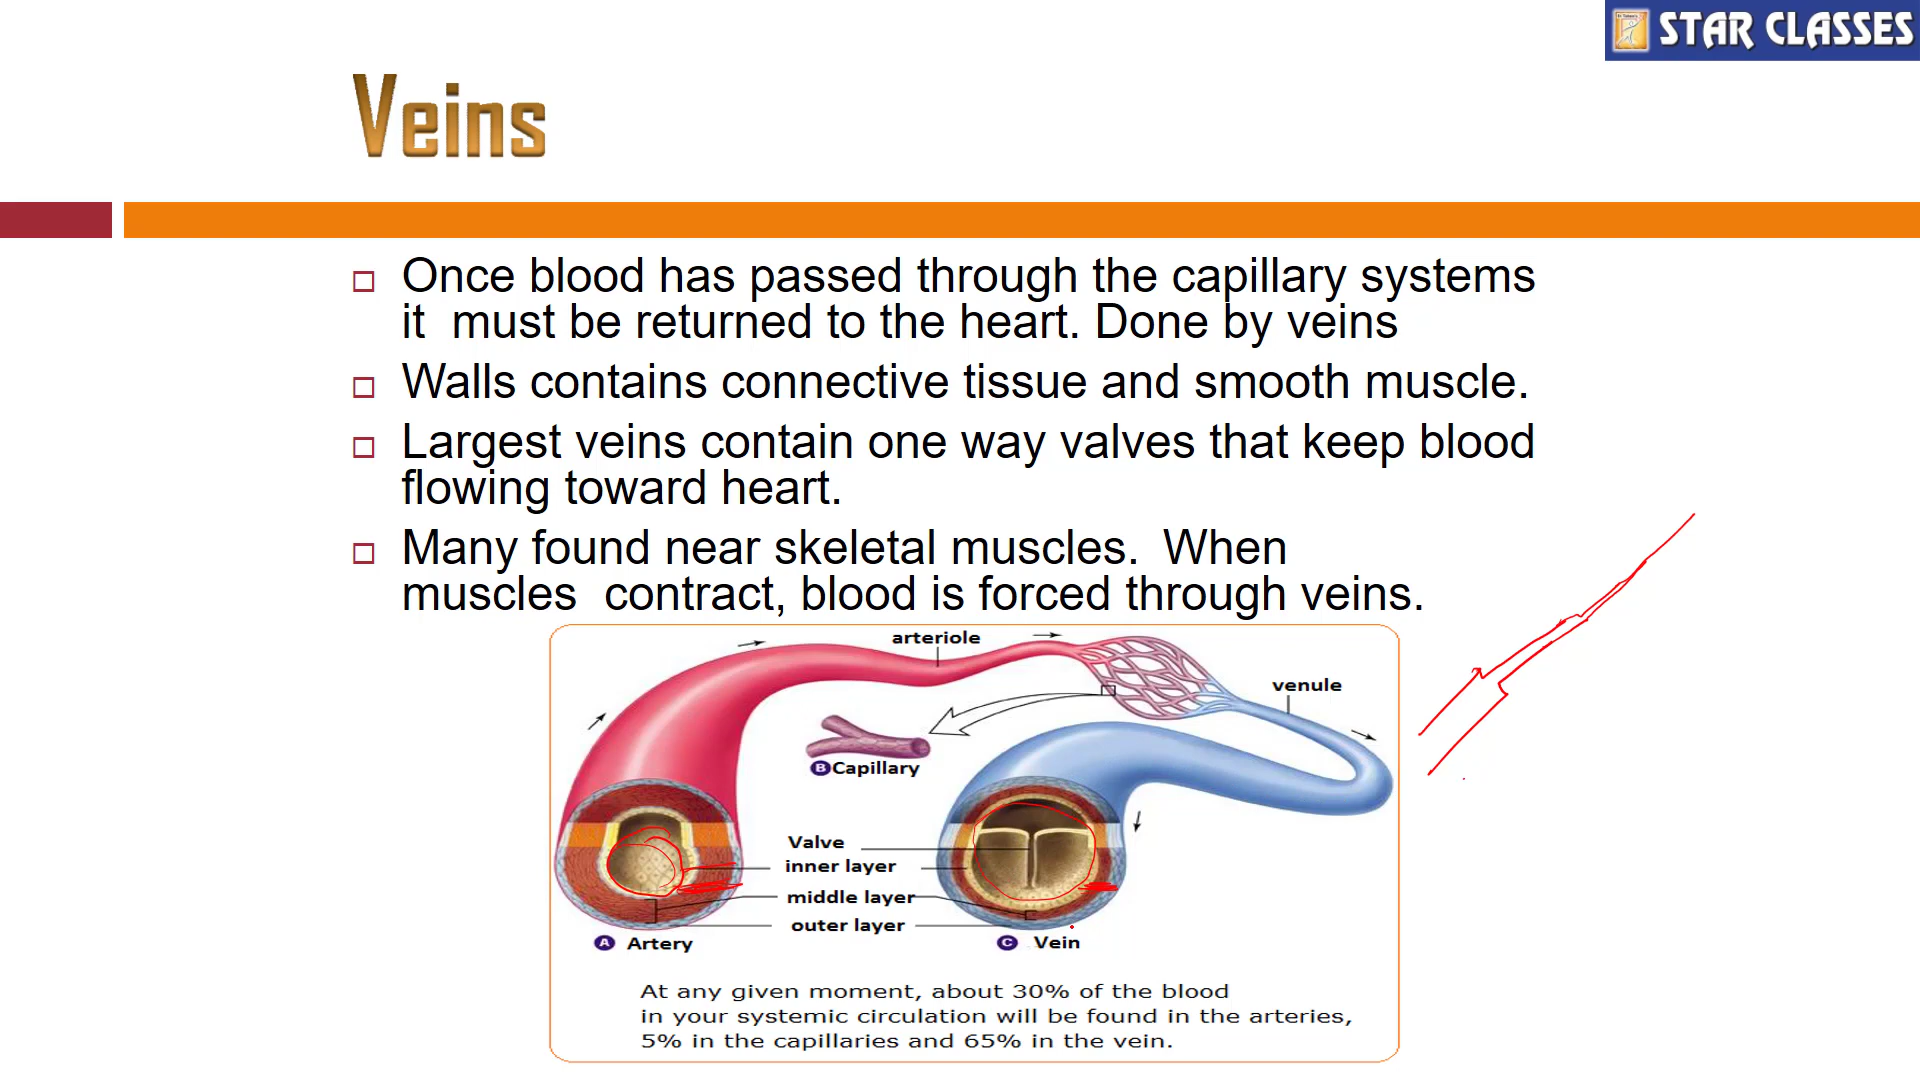 STAR CLASSES
Veins
Once blood has passed through the capillary systems
it must be returned to the heart. Done by veins
Walls contains connective tissue and smooth muscle.
Largest veins contain one way valves that keep blood
flowing toward heart.
Many found near skeletal muscles. When
muscles contract, blood is forced through veins.
arteriole
venule
B Capillary
Valve
inner layer
middle layer
outer layer
A Artery
C Vein
At any given moment, about 30% of the blood
in your systemic circulation will be found in the arteries,
5% in the capillaries and 65% in the vein.